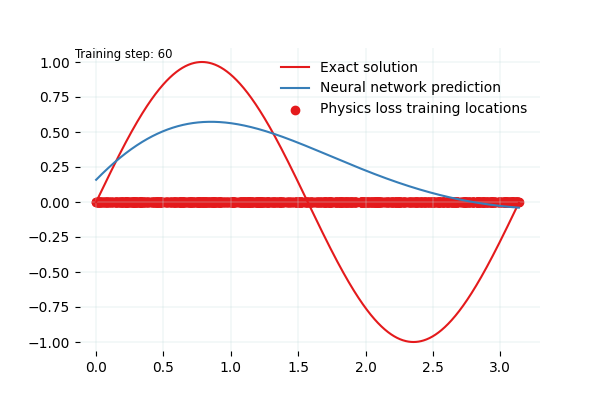 Training step: 60
Exact solution
Neural network prediction
Physics loss training locations
1.00
0.75
0.50
0.25
0.00
−0.25
−0.50
−0.75
−1.00
0.0 0.5 1.0 1.5 2.0 2.5 3.0